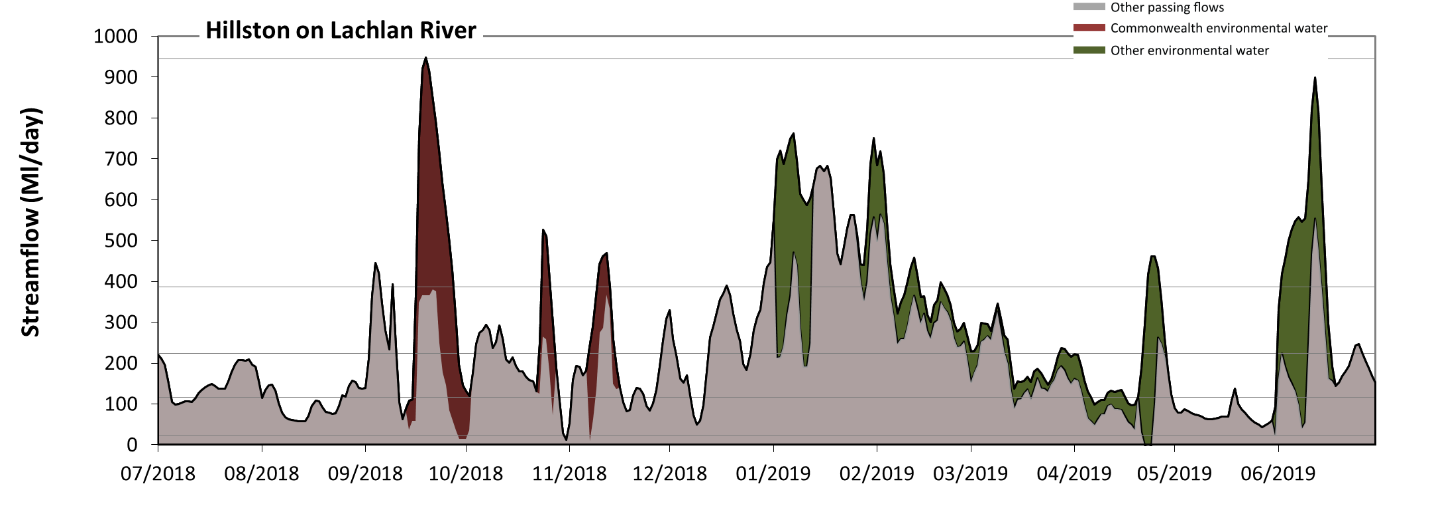 Other passing flows
Hillston on Lachlan River
Commonwealth environmental water
Other environmental water
Streamflow (Ml/day)
1000
900
800
700
600
500
400
300
200
100
0
07/2018 08/2018 09/2018 10/2018 11/2018 12/2018 01/2019 02/2019 03/2019 04/2019 05/2019 06/2019